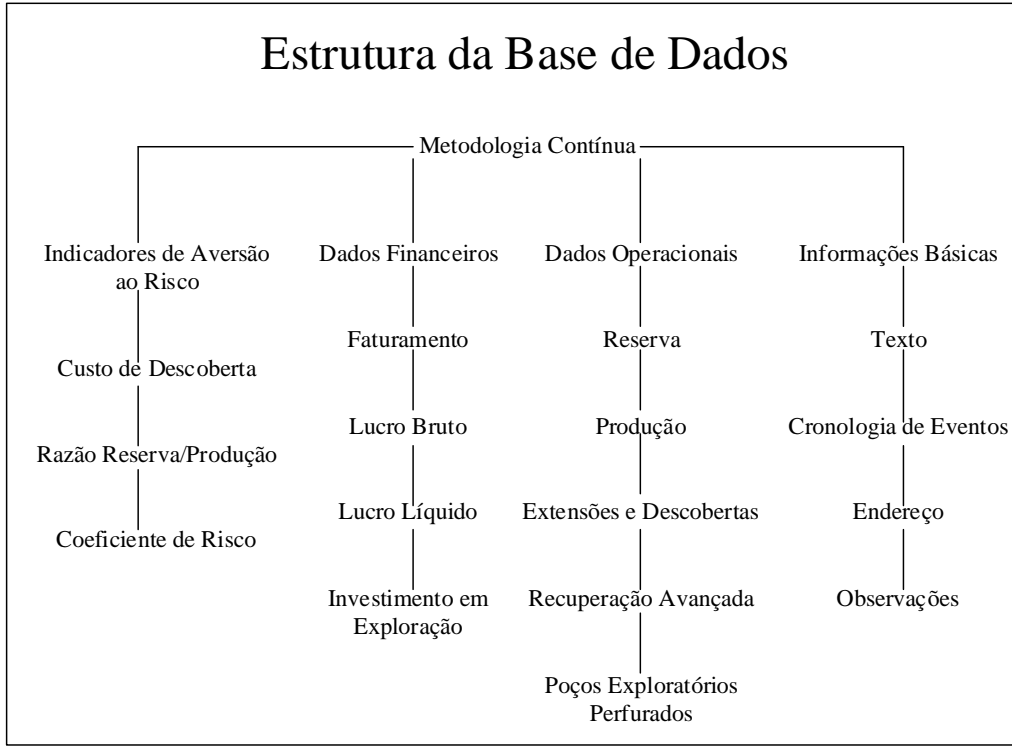 Estrutura da Base de Dados
Metodologia Contínua
Indicadores de Aversão
ao Risco
Custo de Descoberta
Razão Reserva/Produção
Coeficiente de Risco
Dados Financeiros
Faturamento
Lucro Bruto
Lucro Líquido
Investimento em
Exploração
Dados Operacionais
Reserva
Produção
Extensões e Descobertas
Recuperação Avançada
Poços Exploratórios
Perfurados
Informações Básicas
Texto
Cronologia de Eventos
Endereço
Observações